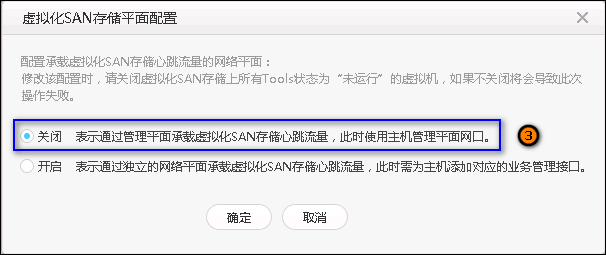 虚拟化SAN存储平面配置
配置承载虚拟化SAN存储心跳流量的网络平面：
修改该配置时，请关闭虚拟化SAN存储上所有Tools状态为“未运行”的虚拟机，如果不关闭将会导致此次
操作失败。
关闭 表示通过管理平面承载虚拟化SAN存储心跳流量，此时使用主机管理平面网口。
3
开启 表示通过独立的网络平面承载虚拟化SAN存储心跳流量，此时需为主机添加对应的业务管理接口。
确定 取消